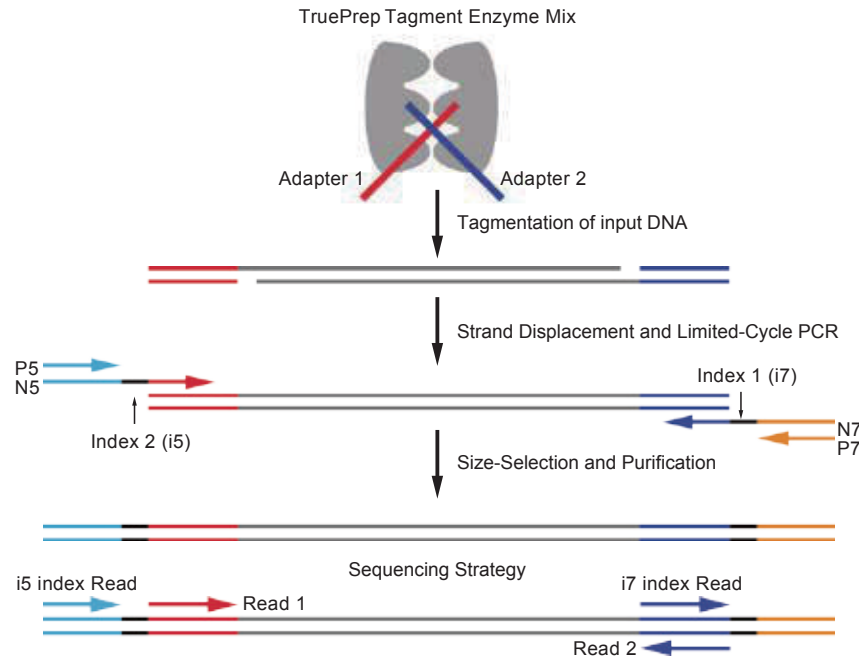 TruePrep Tagment Enzyme Mix
Adapter 1
Adapter 2
Tagmentation of input DNA
Strand Displacement and Limited-Cycle PCR
P5
N5
Index 1 (i7)
Index 2 (i5)
N7
P7
Size-Selection and Purification
Sequencing Strategy
i5 index Read
i7 index Read
Read 1
Read 2